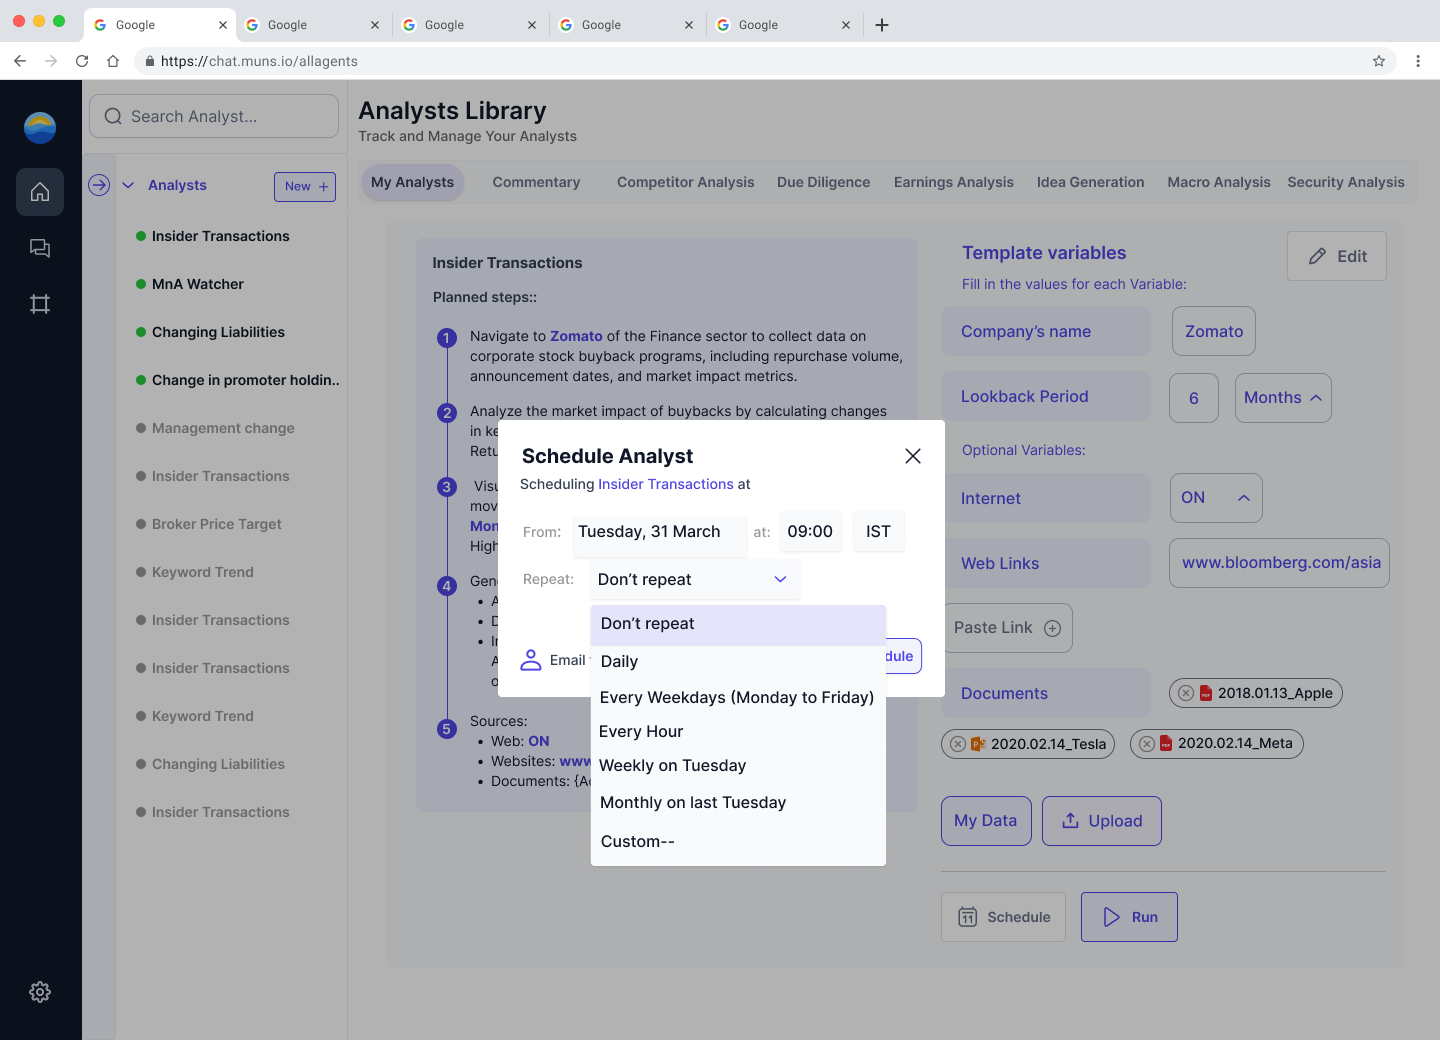 Google
Google
Google
Google
Google
https://chat.muns.io/allagents
Search Analyst...
Analysts
New +
Insider Transactions
MnA Watcher
Changing Liabilities
Change in promoter holdin..
Management change
Insider Transactions
Broker Price Target
Keyword Trend
Insider Transactions
Insider Transactions
Keyword Trend
Changing Liabilities
Insider Transactions
Analysts Library
Track and Manage Your Analysts
My Analysts
Commentary
Competitor Analysis
Due Diligence
Earnings Analysis
Idea Generation
Macro Analysis
Security Analysis
Insider Transactions
Planned steps::
1
Navigate to Zomato of the Finance sector to collect data on
corporate stock buyback programs, including repurchase volume,
announcement dates, and market impact metrics.
2
Analyze the market impact of buybacks by calculating changes
in ke
Retu
3
Visu
mov
Mon
High
4
Gen
• A
• D
• In
A
o
5
Sources:
• Web: ON
• Websites: www
• Documents: {Ac
Schedule Analyst
Scheduling Insider Transactions at
From: Tuesday, 31 March at: 09:00 IST
Repeat: Don’t repeat
Don’t repeat
Daily
Every Weekdays (Monday to Friday)
Every Hour
Weekly on Tuesday
Monthly on last Tuesday
Custom--
Email
dule
Template variables
Fill in the values for each Variable:
Edit
Company’s name
Zomato
Lookback Period
6
Months
Optional Variables:
Internet
ON
Web Links
www.bloomberg.com/asia
Paste Link
Documents
2018.01.13_Apple
2020.02.14_Tesla
2020.02.14_Meta
My Data
Upload
11
Schedule
Run